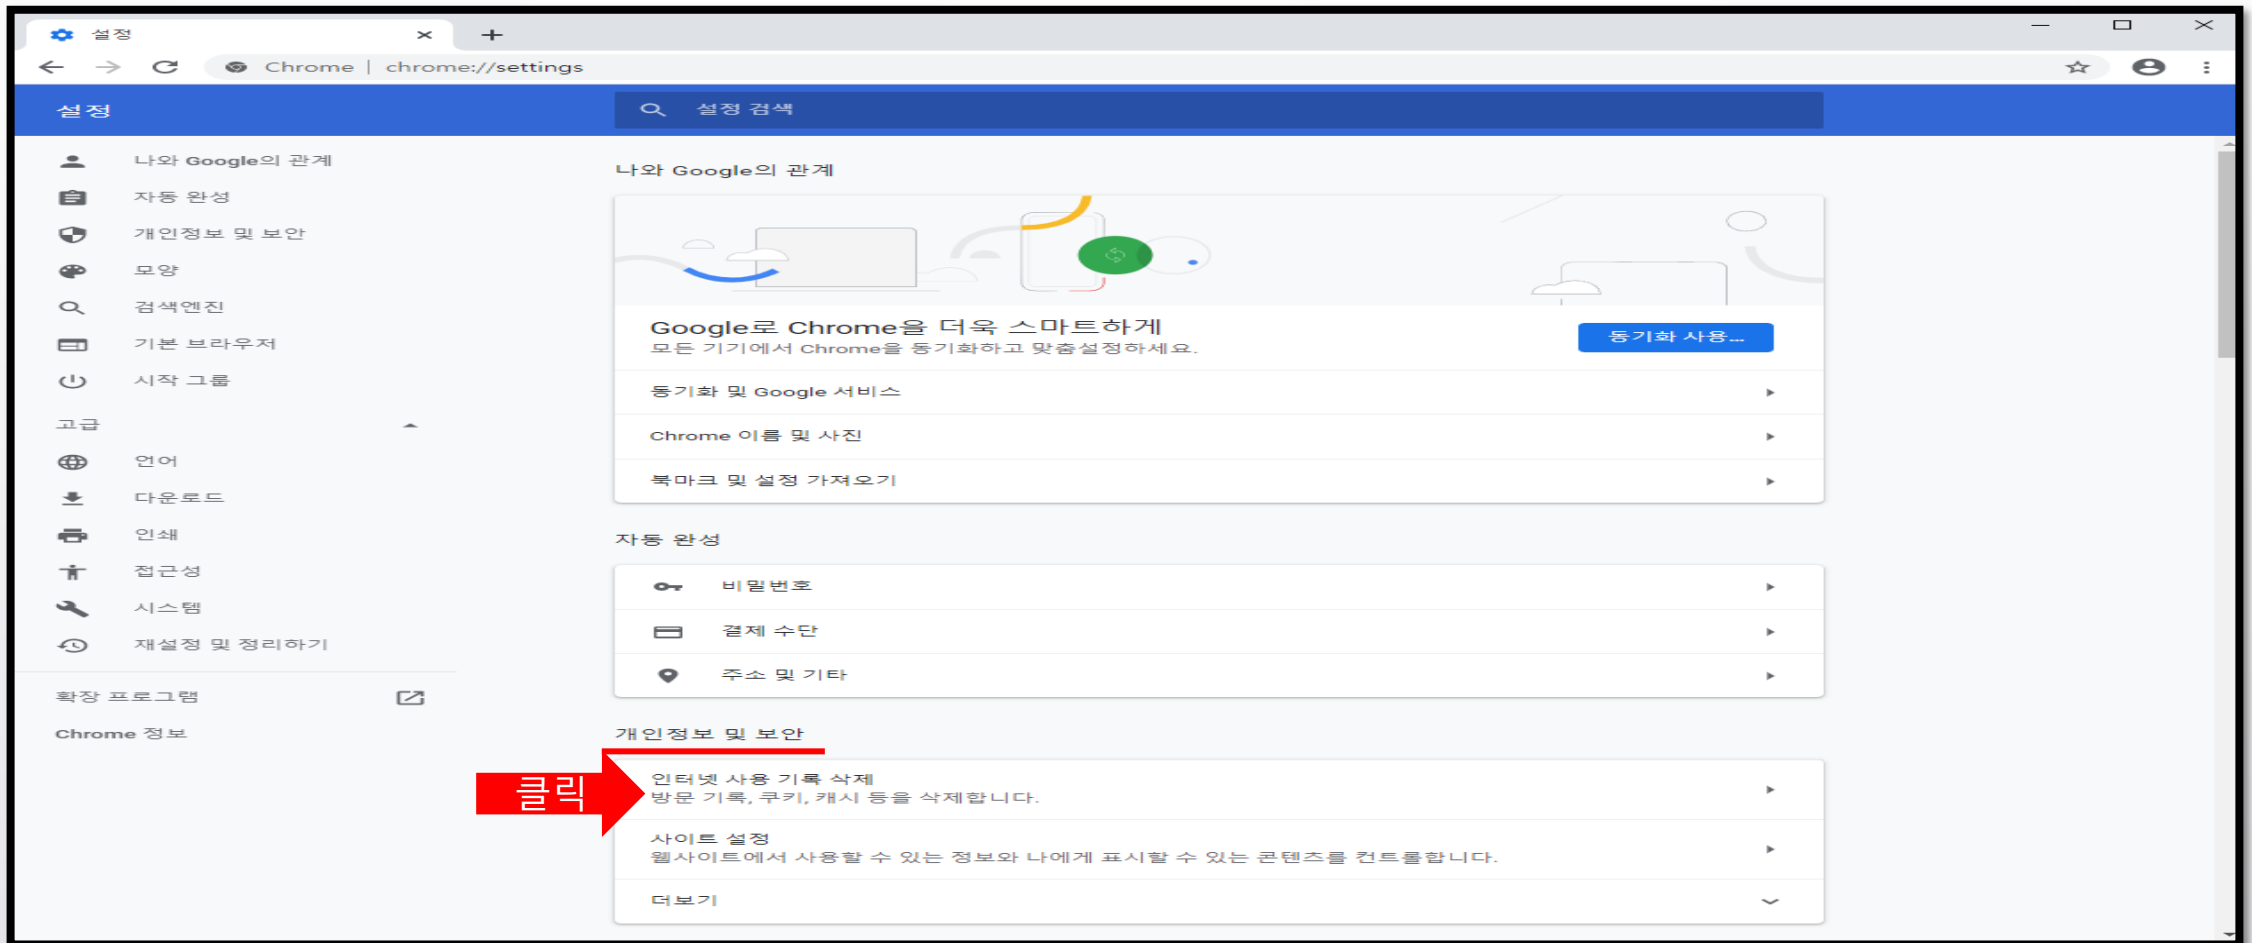 설정
Chrome | chrome://settings
설정
설정 검색
나와 Google의 관계
자동 완성
개인정보 및 보안
모양
검색엔진
기본 브라우저
시작 그룹
고급
언어
다운로드
인쇄
접근성
시스템
재설정 및 정리하기
확장 프로그램
Chrome 정보
나와 Google의 관계
Google로 Chrome을 더욱 스마트하게
모든 기기에서 Chrome을 동기화하고 맞춤설정하세요.
동기화 사용...
동기화 및 Google 서비스
Chrome 이름 및 사진
북마크 및 설정 가져오기
자동 완성
비밀번호
결제 수단
주소 및 기타
개인정보 및 보안
클릭
인터넷 사용 기록 삭제
방문 기록, 쿠키, 캐시 등을 삭제합니다.
사이트 설정
웹사이트에서 사용할 수 있는 정보와 나에게 표시할 수 있는 콘텐츠를 컨트롤합니다.
더보기